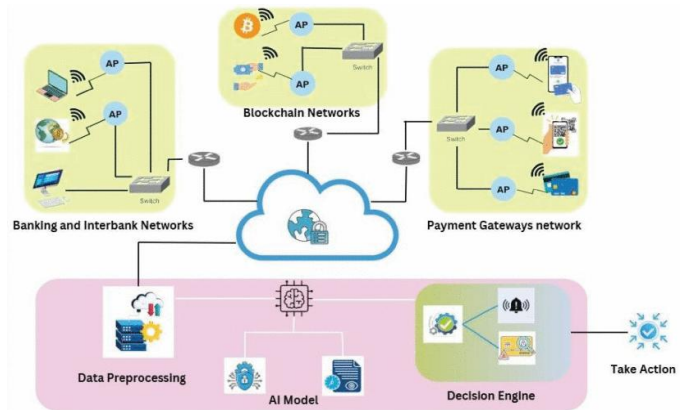 AP
AP
Switch
Banking and Interbank Networks
AP
AP
Switch
Blockchain Networks
AP
AP
AP
Switch
Payment Gateways network
Data Preprocessing
AI Model
Decision Engine
Take Action